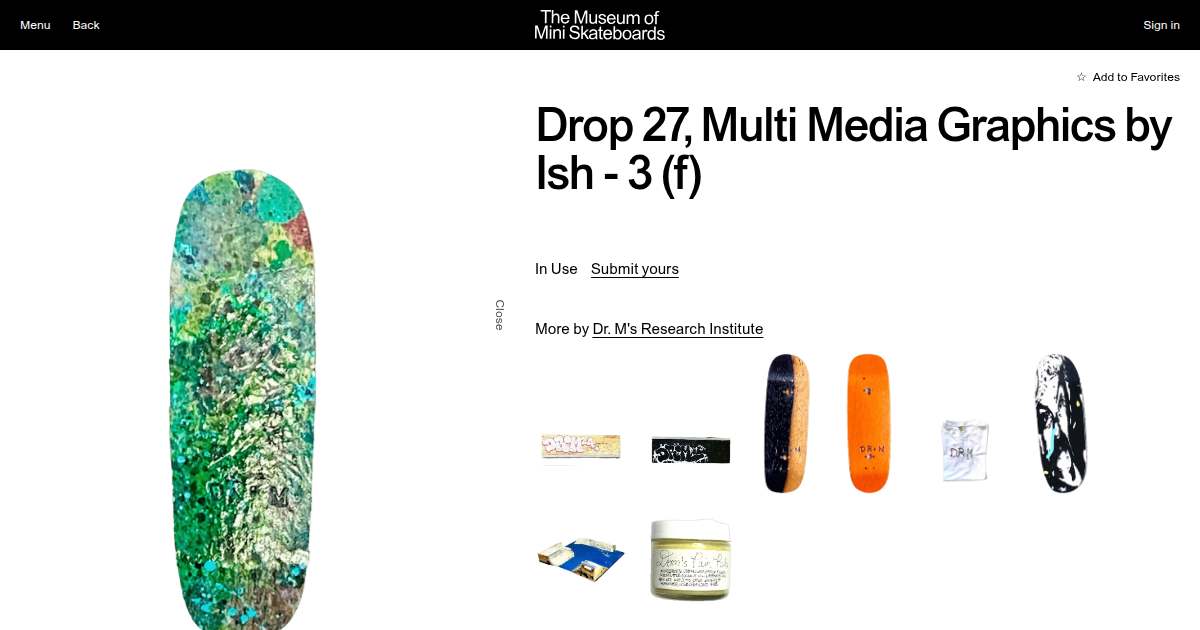 Menu
Back
The Museum of
Mini Skateboards
Sign in
☆ Add to Favorites
Drop 27, Multi Media Graphics by
Ish - 3 (f)
In Use
Submit yours
Close
More by Dr. M's Research Institute
DRM